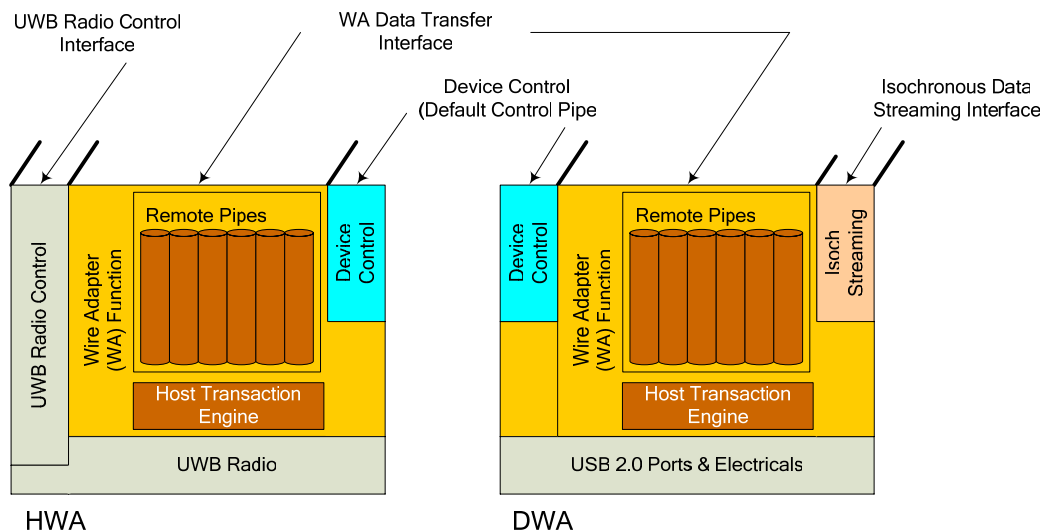 UWB Radio Control
Interface
WA Data Transfer
Interface
Device Control
(Default Control Pipe
Isochronous Data
Streaming Interface
UWB Radio Control
Wire Adapter
(WA) Function
Remote Pipes
Device
Control
Host Transaction
Engine
UWB Radio
HWA
Device
Control
Wire Adapter
(WA) Function
Remote Pipes
Isoch
Streaming
Host Transaction
Engine
USB 2.0 Ports & Electricals
DWA